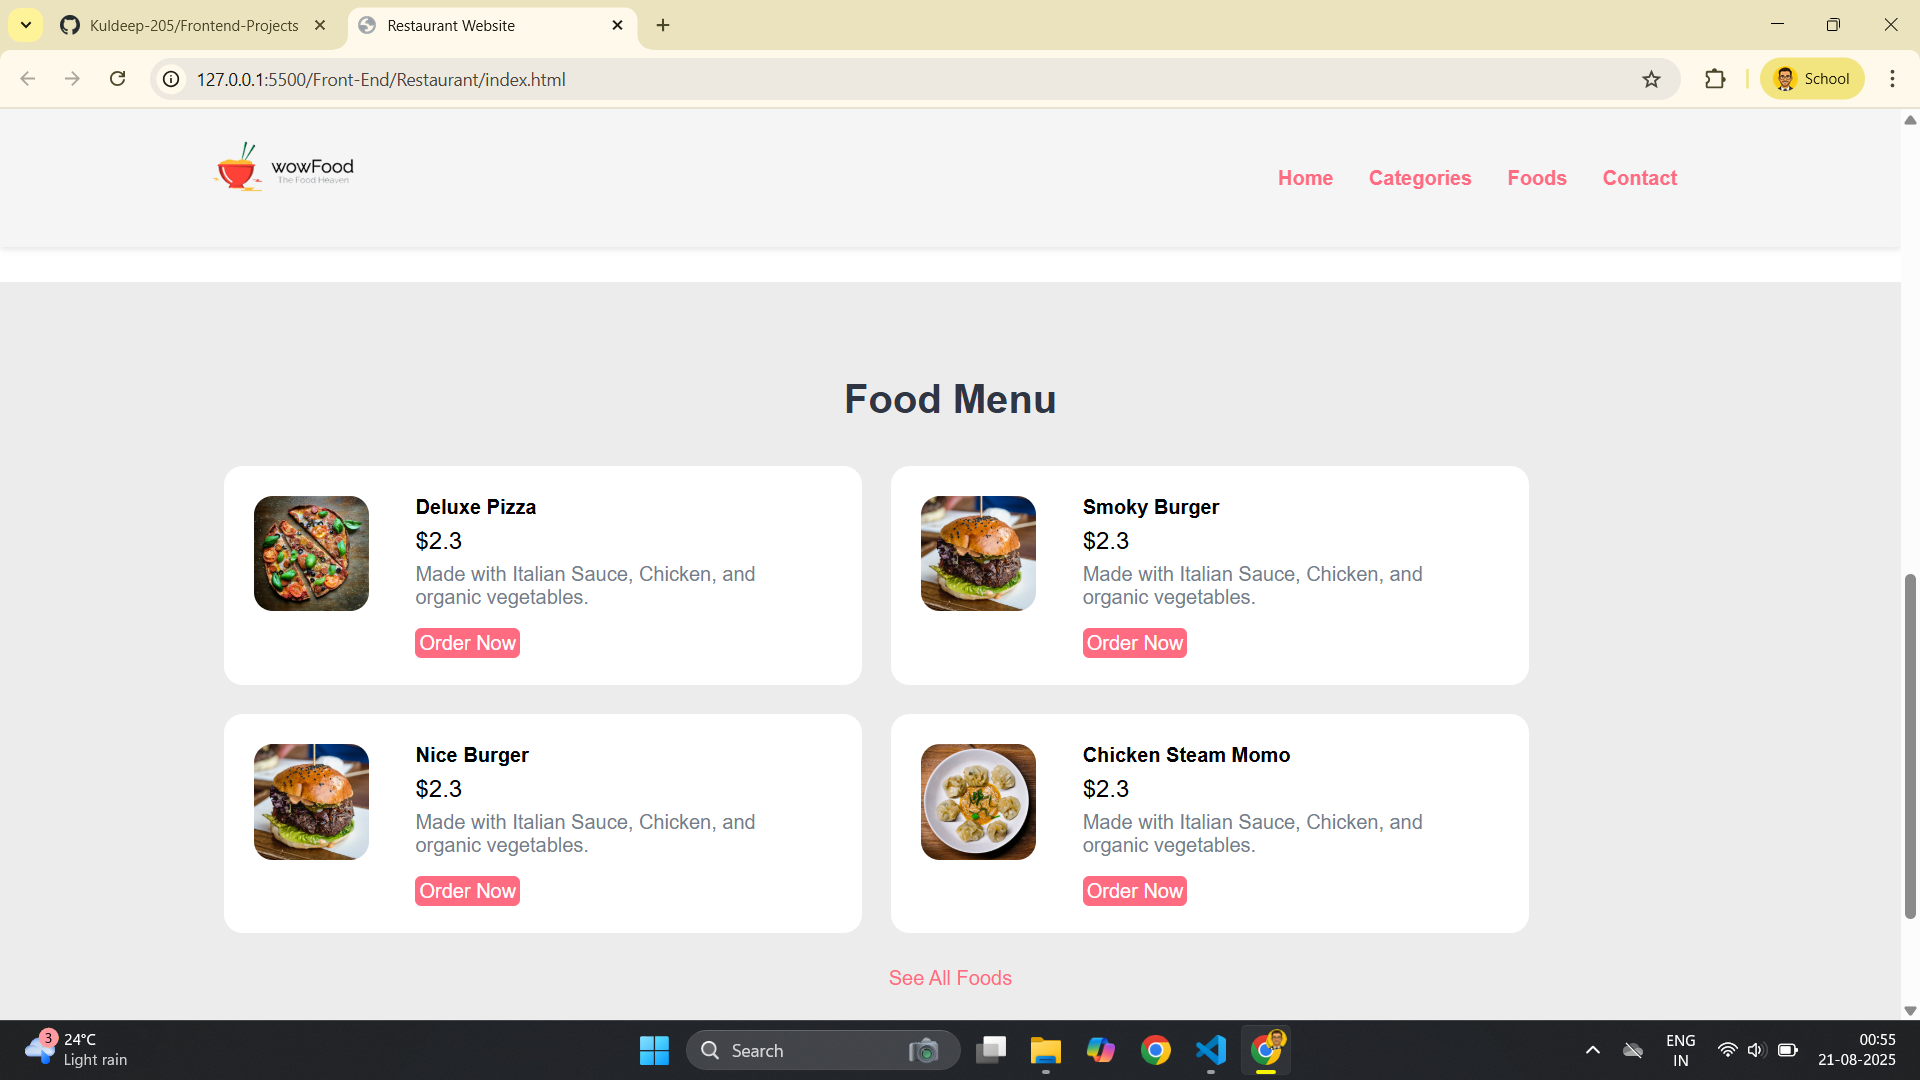 Kuldeep-205/Frontend-Projects
Restaurant Website
127.0.0.1:5500/Front-End/Restaurant/index.html
School
wowFood
The Food Heaven
Home
Categories
Foods
Contact
Food Menu
Deluxe Pizza
$2.3
Made with Italian Sauce, Chicken, and
organic vegetables.
Order Now
Smoky Burger
$2.3
Made with Italian Sauce, Chicken, and
organic vegetables.
Order Now
Nice Burger
$2.3
Made with Italian Sauce, Chicken, and
organic vegetables.
Order Now
Chicken Steam Momo
$2.3
Made with Italian Sauce, Chicken, and
organic vegetables.
Order Now
See All Foods
3
24°C
Light rain
Search
ENG
IN
00:55
21-08-2025